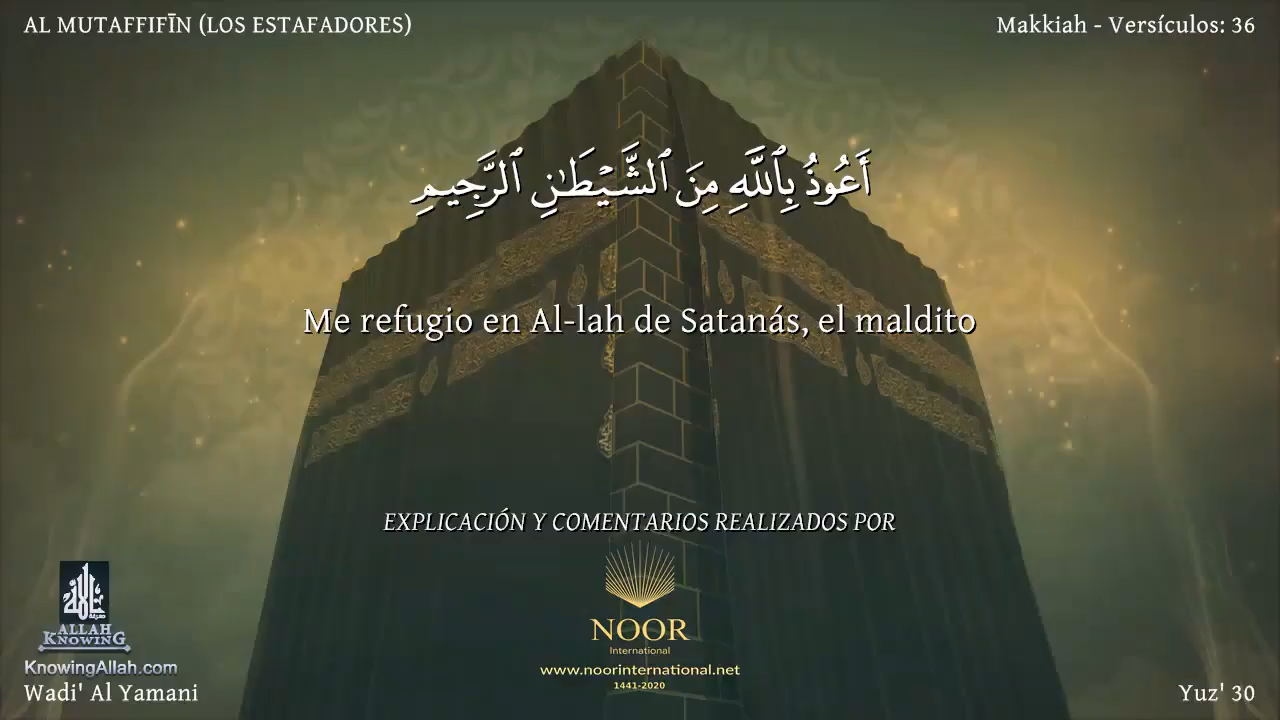 AL MUTAFFIFĪN (LOS ESTAFADORES)
Makkiah - Versículos: 36
أَعُوذُ بِٱللَّهِ مِنَ ٱلشَّيْطَـٰنِ ٱلرَّجِيمِ
Me refugio en Al-lah de Satanás, el maldito
EXPLICACIÓN Y COMENTARIOS REALIZADOS POR
NOOR
International
www.noorinternational.net
1441-2020
ALLAH
KNOWING
KnowingAllah.com
Wadi' Al Yamani
Yuz' 30